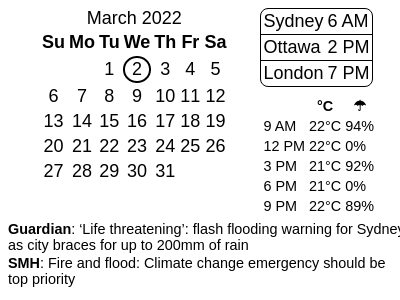 March 2022
Su Mo Tu We Th Fr Sa
1 2 3 4 5
6 7 8 9 10 11 12
13 14 15 16 17 18 19
20 21 22 23 24 25 26
27 28 29 30 31
Sydney 6 AM
Ottawa 2 PM
London 7 PM
°C ☂
9 AM 22°C 94%
12 PM 22°C 0%
3 PM 21°C 92%
6 PM 21°C 0%
9 PM 22°C 89%
Guardian: ‘Life threatening’: flash flooding warning for Sydney
as city braces for up to 200mm of rain
SMH: Fire and flood: Climate change emergency should be
top priority